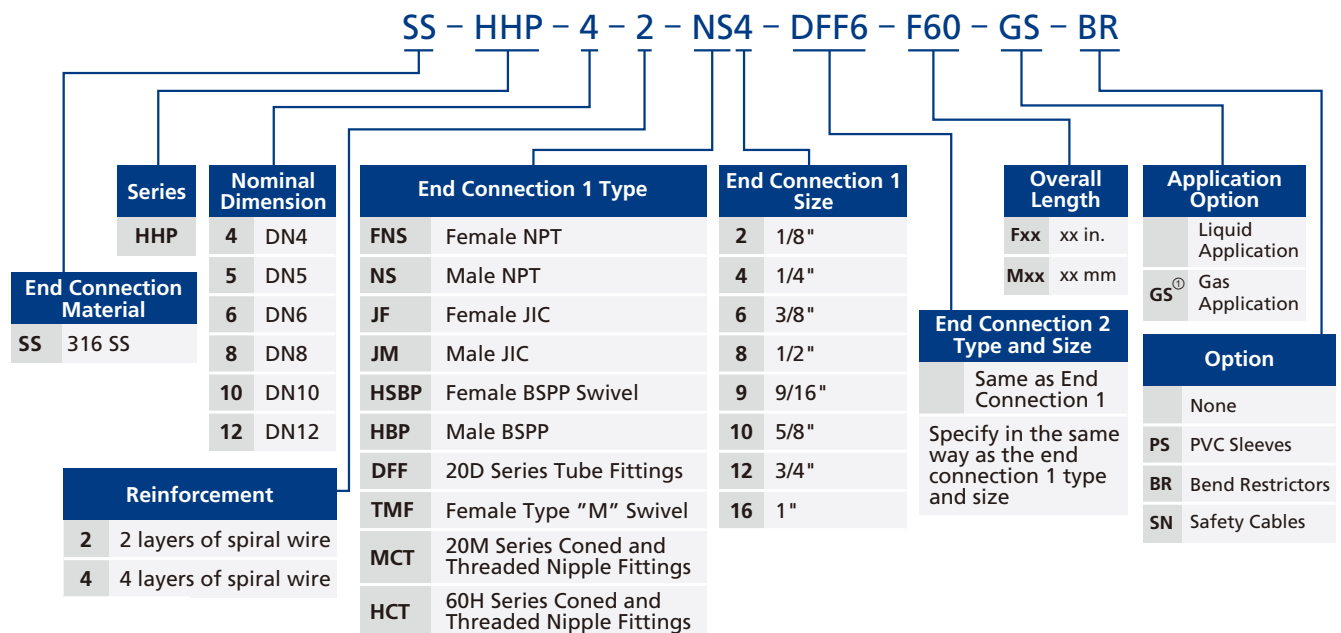 SS – HHP – 4 – 2 – NS4 – DFF6 – F60 – GS – BR
End Connection
Material
SS 316 SS
Series
HHP
Nominal
Dimension
4 DN4
5 DN5
6 DN6
8 DN8
10 DN10
12 DN12
Reinforcement
2 2 layers of spiral wire
4 4 layers of spiral wire
End Connection 1 Type
FNS Female NPT
NS Male NPT
JF Female JIC
JM Male JIC
HSBP Female BSPP Swivel
HBP Male BSPP
DFF 20D Series Tube Fittings
TMF Female Type ”M” Swivel
MCT 20M Series Coned and
Threaded Nipple Fittings
HCT 60H Series Coned and
Threaded Nipple Fittings
End Connection 1
Size
2 1/8"
4 1/4"
6 3/8"
8 1/2"
9 9/16"
10 5/8"
12 3/4"
16 1"
End Connection 2
Type and Size
Same as End
Connection 1
Specify in the same
way as the end
connection 1 type
and size
Overall
Length
Fxx xx in.
Mxx xx mm
Application
Option
Liquid
Application
GS① Gas
Application
Option
None
PS PVC Sleeves
BR Bend Restrictors
SN Safety Cables